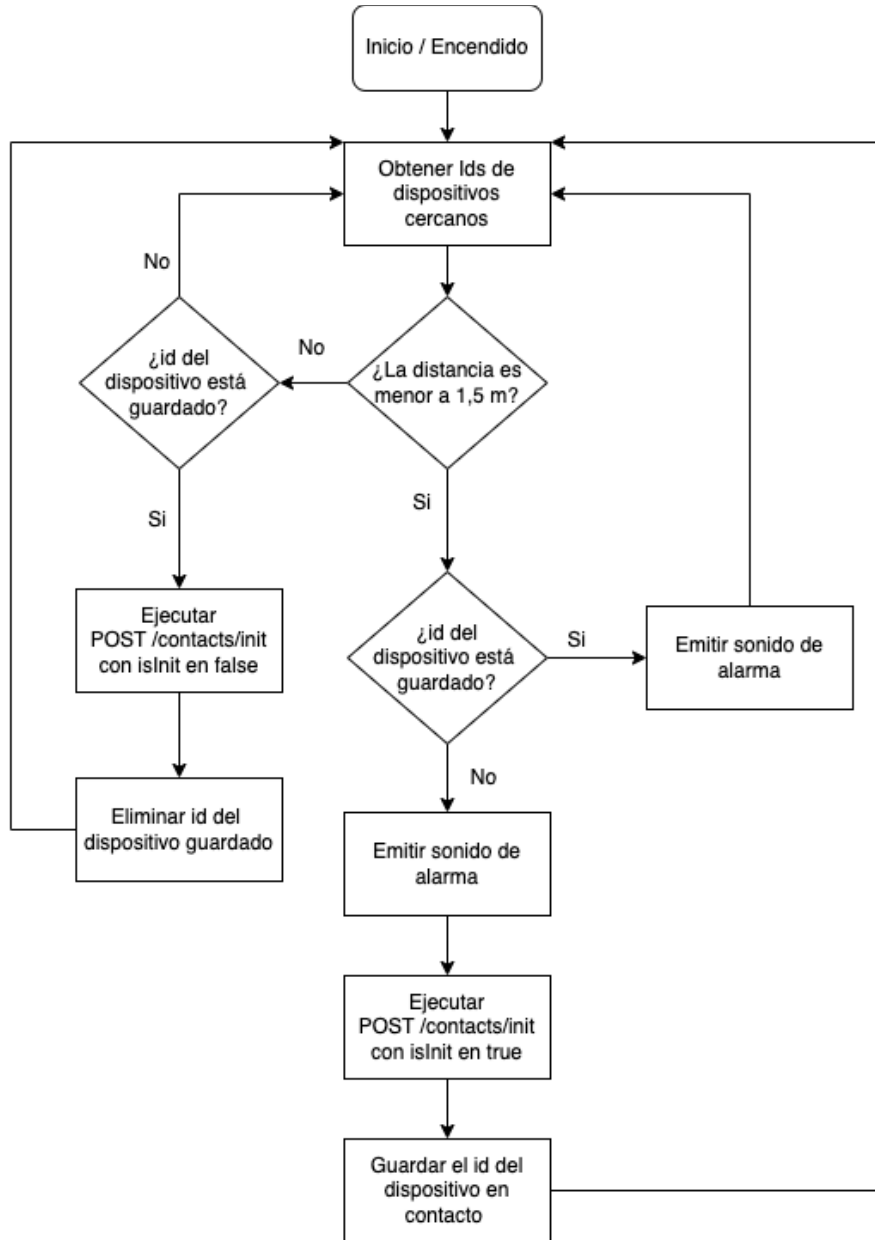 Inicio / Encendido
Obtener Ids de
dispositivos
cercanos
No
¿id del
dispositivo está
guardado?
No
¿La distancia es
menor a 1,5 m?
Si
Si
Ejecutar
POST /contacts/init
con isInit en false
¿id del
dispositivo está
guardado?
Si
Emitir sonido de
alarma
No
Eliminar id del
dispositivo guardado
Emitir sonido de
alarma
Ejecutar
POST /contacts/init
con isInit en true
Guardar el id del
dispositivo en
contacto